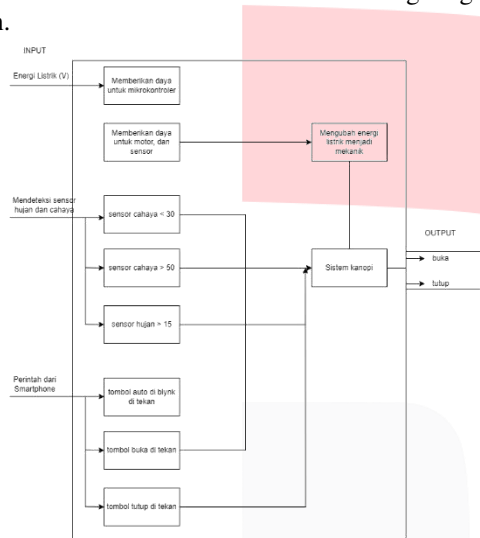 n.
INPUT
Energi Listrik (V)
Memberikan daya
untuk mikrokontroler
Memberikan daya
untuk motor, dan
sensor
Mengubah energi
listrik menjadi
mekanik
Mendeteksi sensor
hujan dan cahaya
sensor cahaya < 30
sensor cahaya > 50
sensor hujan > 15
Sistem kanopi
OUTPUT
buka
tutup
Perintah dari
Smartphone
tombol auto di blynk
di tekan
tombol buka di tekan
tombol tutup di tekan